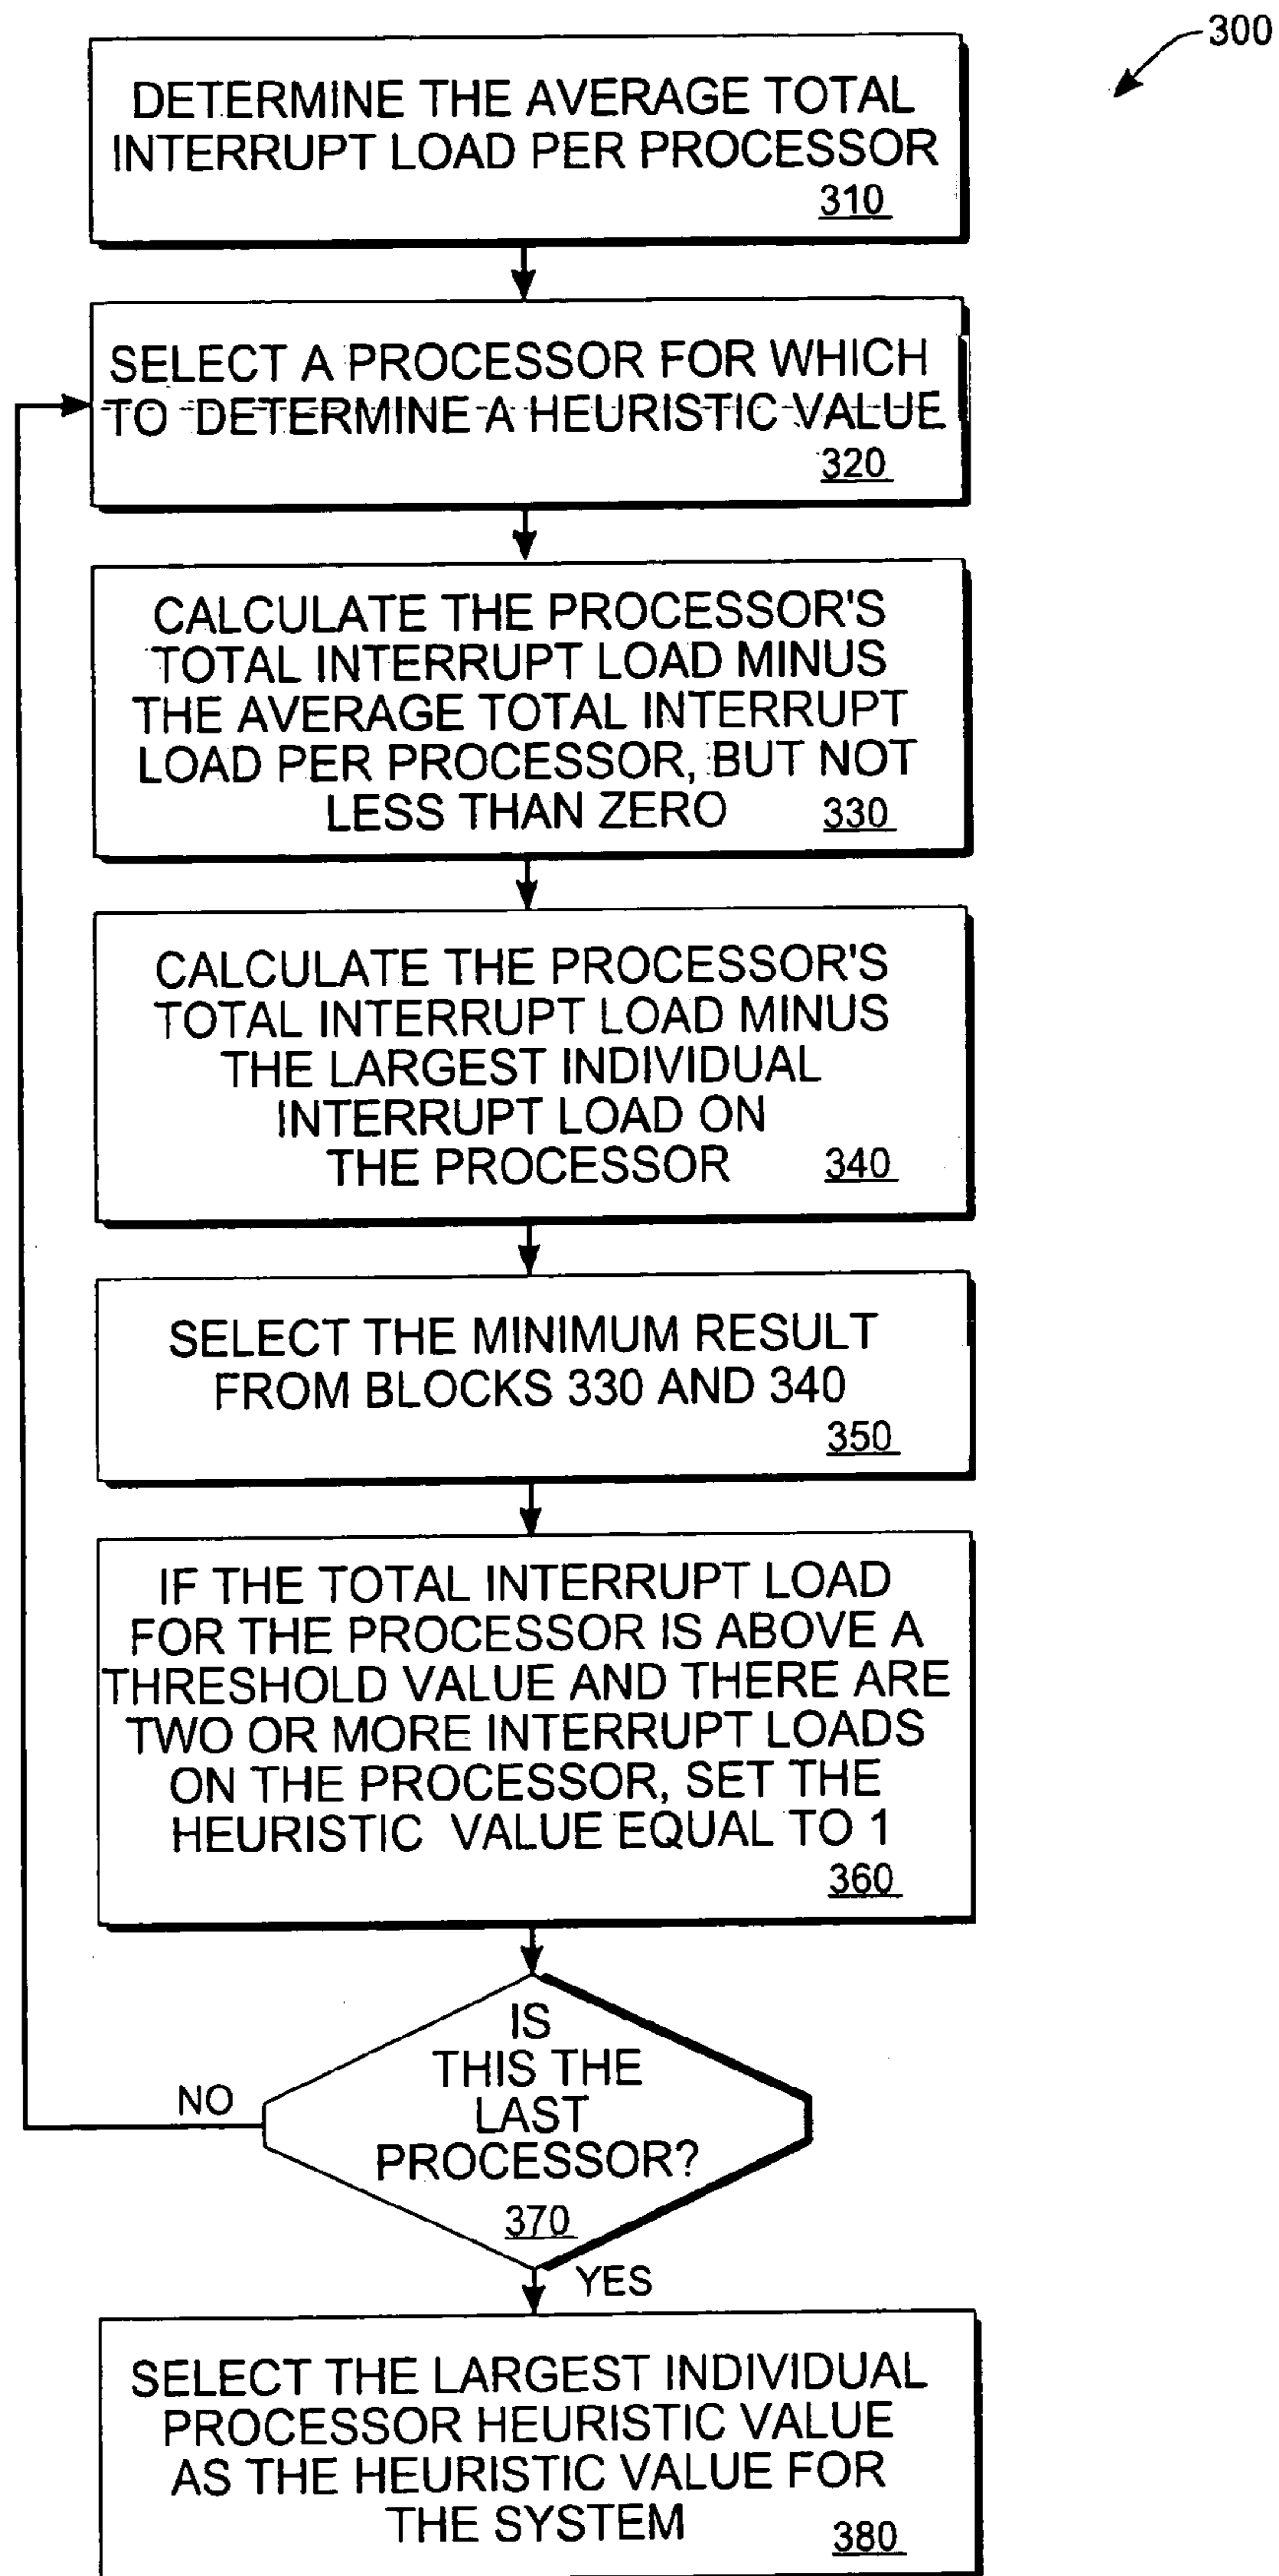 300
DETERMINE THE AVERAGE TOTAL
INTERRUPT LOAD PER PROCESSOR
310
SELECT A PROCESSOR FOR WHICH
TO DETERMINE A HEURISTIC VALUE
320
CALCULATE THE PROCESSOR'S
TOTAL INTERRUPT LOAD MINUS
THE AVERAGE TOTAL INTERRUPT
LOAD PER PROCESSOR, BUT NOT
LESS THAN ZERO 330
CALCULATE THE PROCESSOR'S
TOTAL INTERRUPT LOAD MINUS
THE LARGEST INDIVIDUAL
INTERRUPT LOAD ON
THE PROCESSOR 340
SELECT THE MINIMUM RESULT
FROM BLOCKS 330 AND 340
350
IF THE TOTAL INTERRUPT LOAD
FOR THE PROCESSOR IS ABOVE A
THRESHOLD VALUE AND THERE ARE
TWO OR MORE INTERRUPT LOADS
ON THE PROCESSOR, SET THE
HEURISTIC VALUE EQUAL TO 1
360
IS
THIS THE
LAST
PROCESSOR?
370
NO
YES
SELECT THE LARGEST INDIVIDUAL
PROCESSOR HEURISTIC VALUE
AS THE HEURISTIC VALUE FOR
THE SYSTEM 380